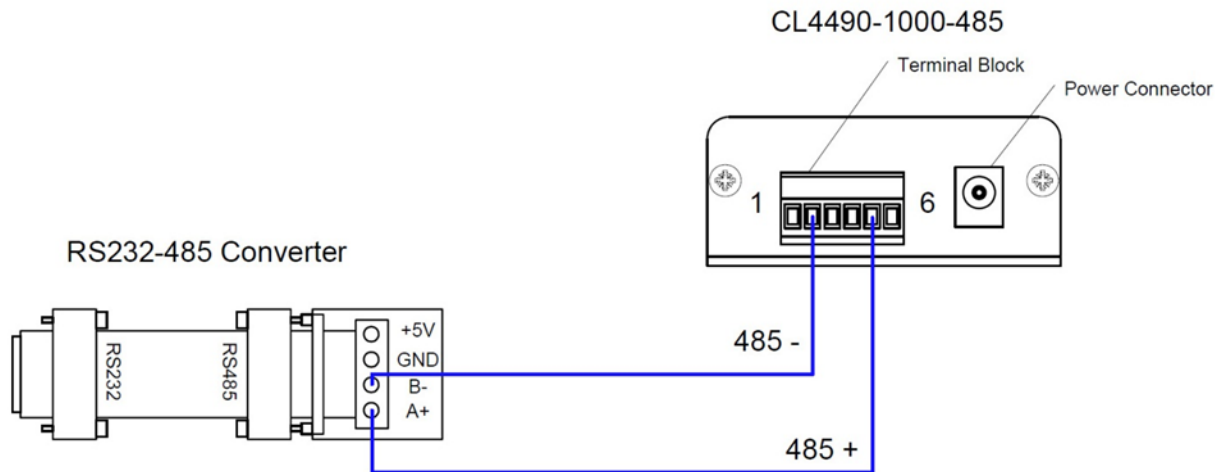 CL4490-1000-485
Terminal Block
Power Connector
1
6
RS232-485 Converter
RS232
RS485
+5V
GND
B-
A+
485 -
485 +